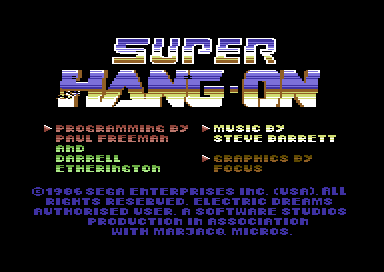 SUPER
HANG-ON
PROGRAMMING BY
PAUL FREEMAN
AND
DARRELL
ETHERINGTON
MUSIC BY
STEVE BARRETT
GRAPHICS BY
FOCUS
©1986 SEGA ENTERPRISES INC. (USA). ALL
RIGHTS RESERVED. ELECTRIC DREAMS
AUTHORISED USER. A SOFTWARE STUDIOS
PRODUCTION IN ASSOCIATION
WITH MARJACQ MICROS.